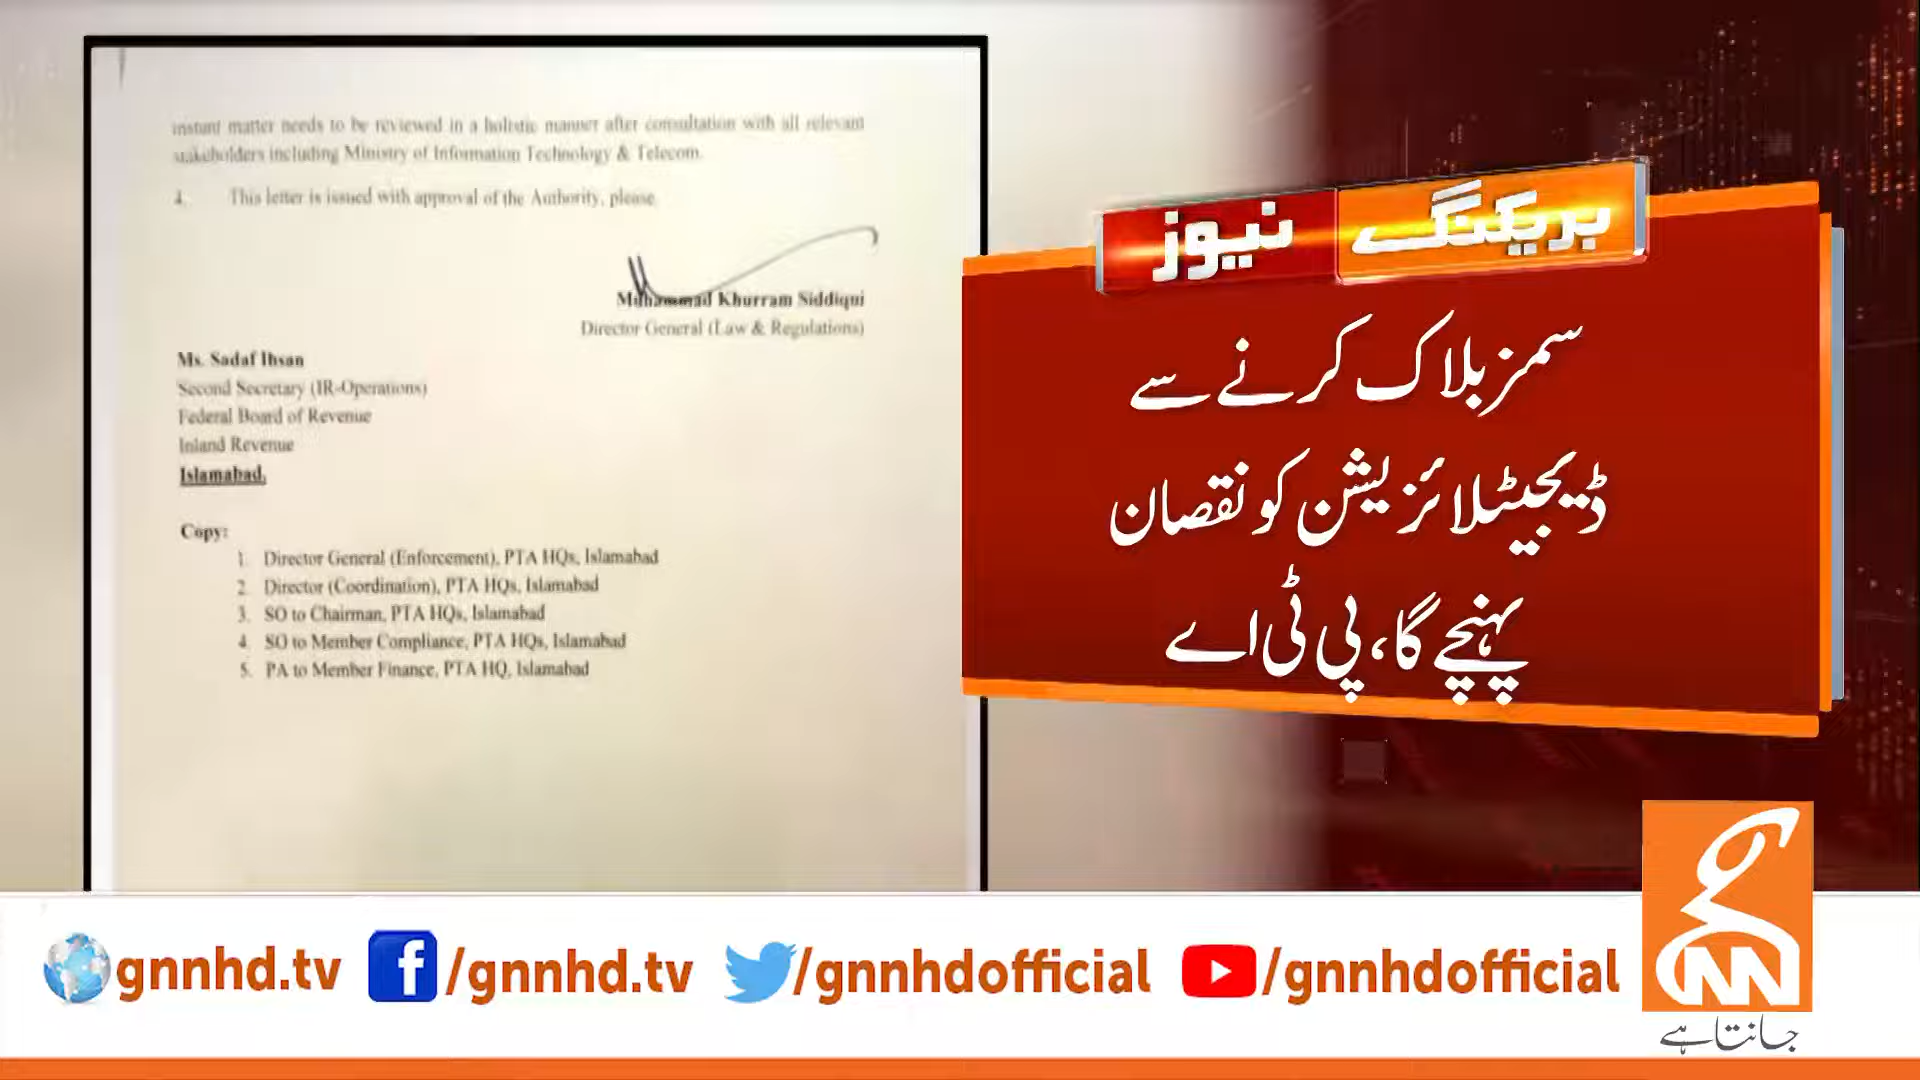 instant matter needs to be reviewed in a holistic manner after consultation with all relevant
stakeholders including Ministry of Information Technology & Telecom.
4. This letter is issued with approval of the Authority, please.
Muhammad Khurram Siddiqui
Director General (Law & Regulations)
Ms. Sadaf Ihsan
Second Secretary (IR-Operations)
Federal Board of Revenue
Inland Revenue
Islamabad.
Copy:
1. Director General (Enforcement), PTA HQs, Islamabad
2. Director (Coordination), PTA HQs, Islamabad
3. SO to Chairman, PTA HQs, Islamabad
4. SO to Member Compliance, PTA HQs, Islamabad
5. PA to Member Finance, PTA HQ, Islamabad
بریکنگ نیوز
سمز بلاک کرنے سے
ڈیجیٹلائزیشن کو نقصان
پہنچے گا، پی ٹی اے
gnnhd.tv /gnnhd.tv /gnnhdofficial /gnnhdofficial
GNN
جانتا ہے